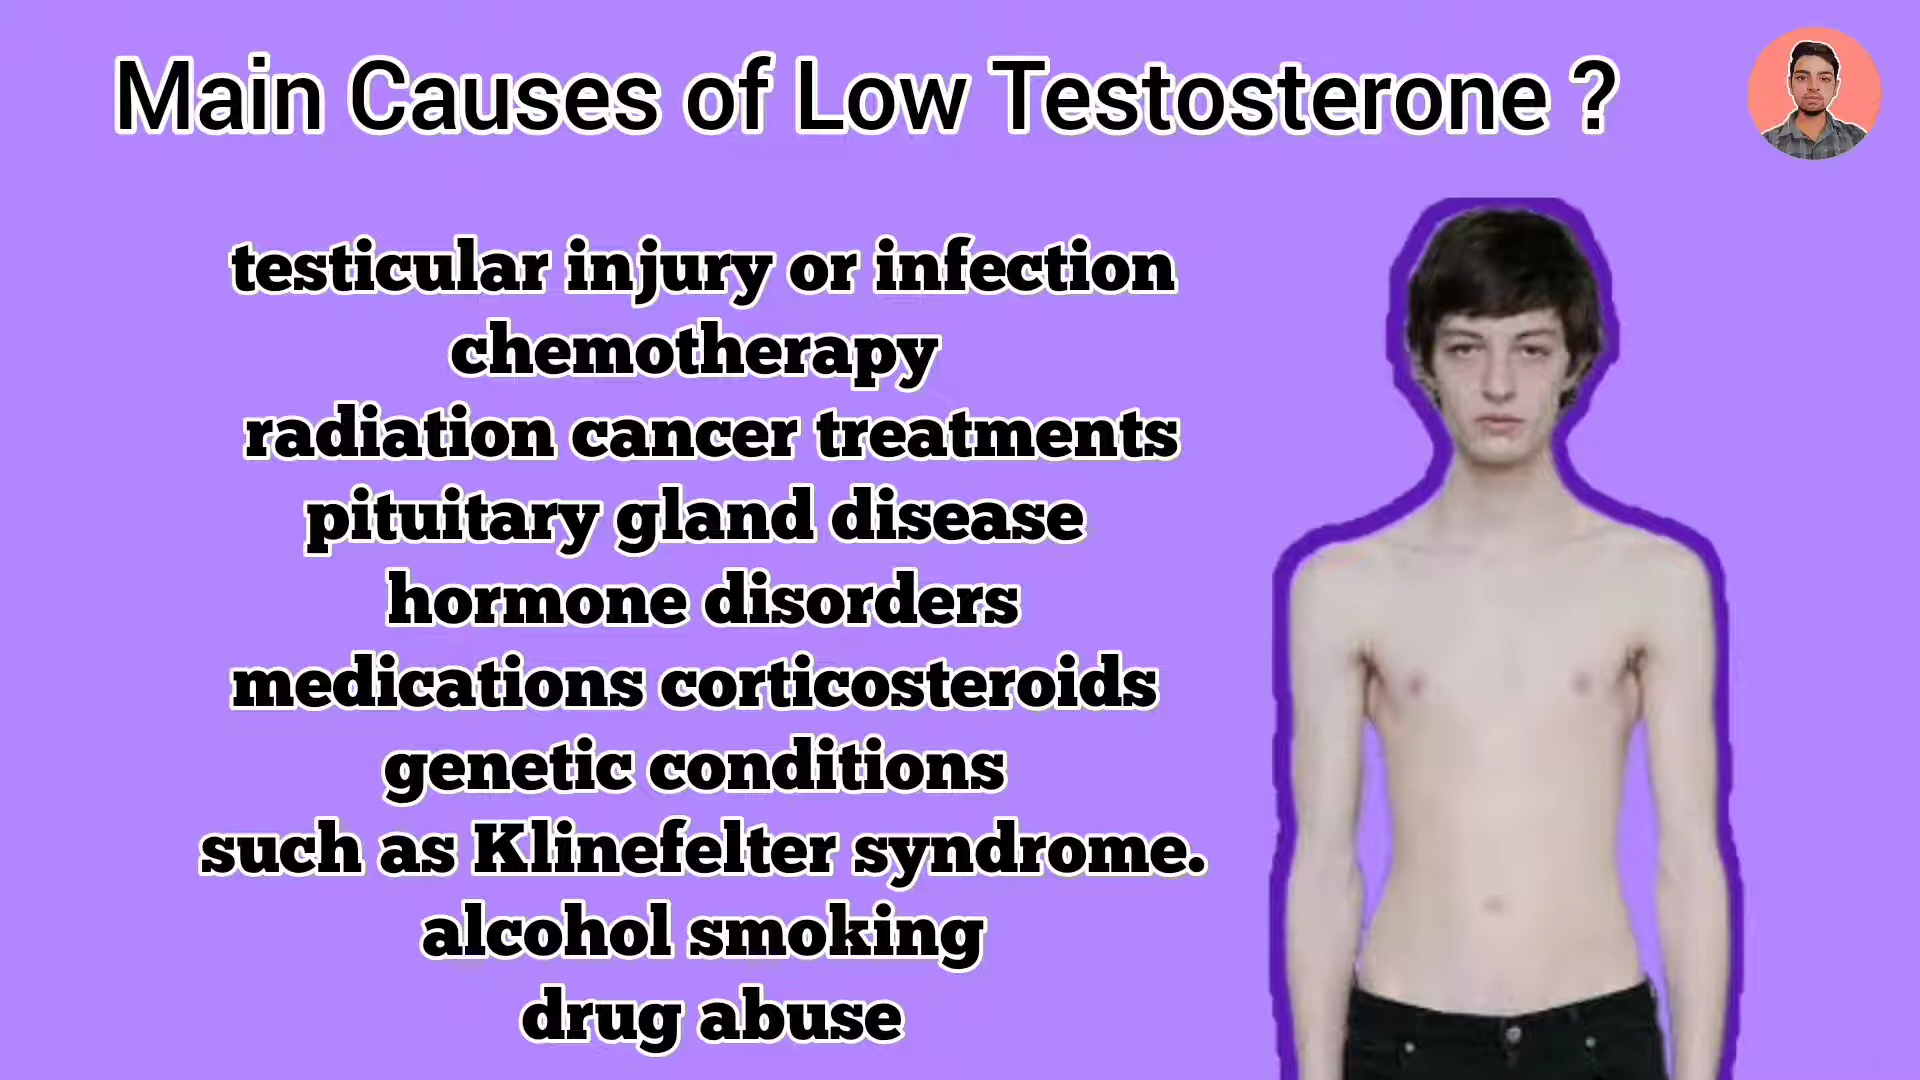 Main Causes of Low Testosterone ?
testicular injury or infection
chemotherapy
radiation cancer treatments
pituitary gland disease
hormone disorders
medications corticosteroids
genetic conditions
such as Klinefelter syndrome.
alcohol smoking
drug abuse